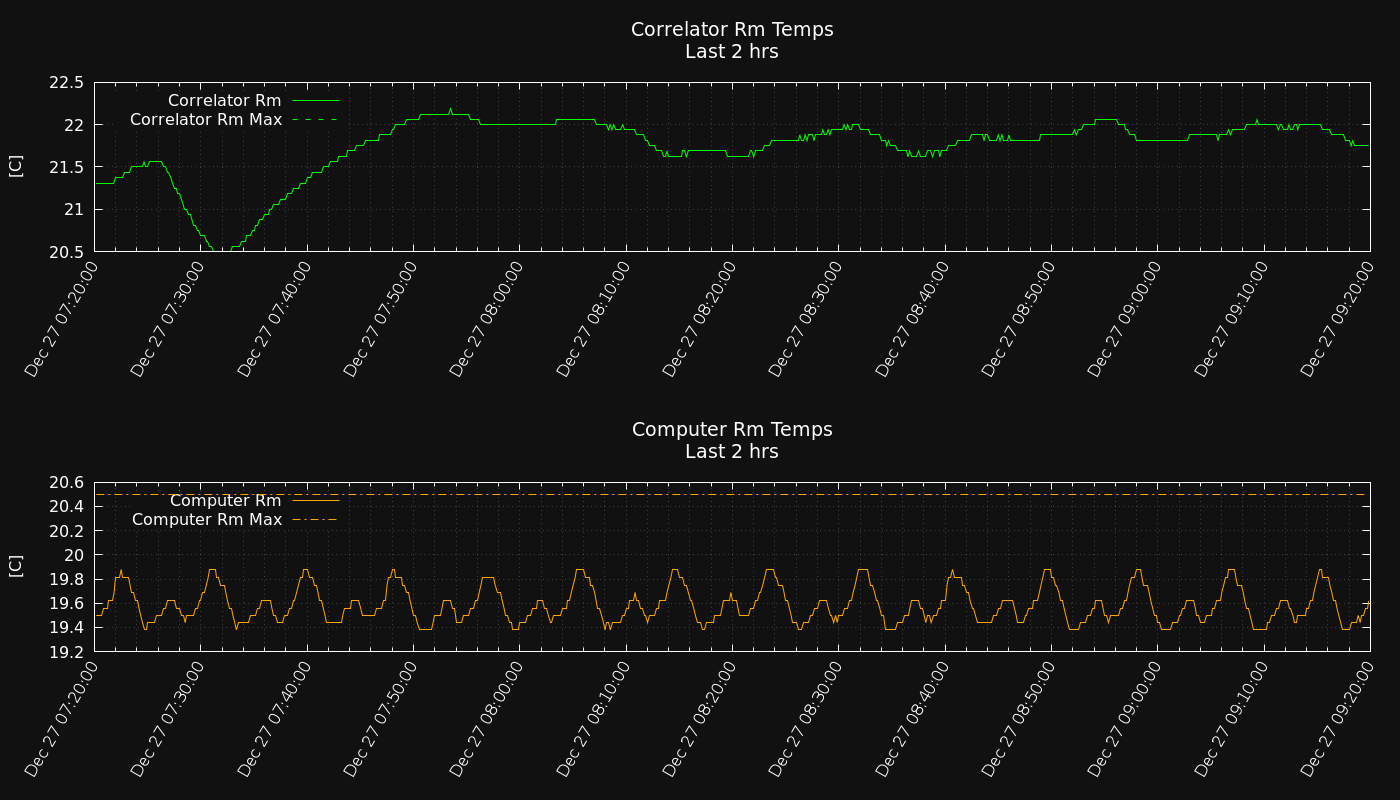 Correlator Rm Temps
Last 2 hrs
22.5
22
21.5
21
20.5
[C]
Correlator Rm
Correlator Rm Max
Dec 27 07:20:00
Dec 27 07:30:00
Dec 27 07:40:00
Dec 27 07:50:00
Dec 27 08:00:00
Dec 27 08:10:00
Dec 27 08:20:00
Dec 27 08:30:00
Dec 27 08:40:00
Dec 27 08:50:00
Dec 27 09:00:00
Dec 27 09:10:00
Dec 27 09:20:00
Computer Rm Temps
Last 2 hrs
20.6
20.4
20.2
20
19.8
19.6
19.4
19.2
[C]
Computer Rm
Computer Rm Max
Dec 27 07:20:00
Dec 27 07:30:00
Dec 27 07:40:00
Dec 27 07:50:00
Dec 27 08:00:00
Dec 27 08:10:00
Dec 27 08:20:00
Dec 27 08:30:00
Dec 27 08:40:00
Dec 27 08:50:00
Dec 27 09:00:00
Dec 27 09:10:00
Dec 27 09:20:00